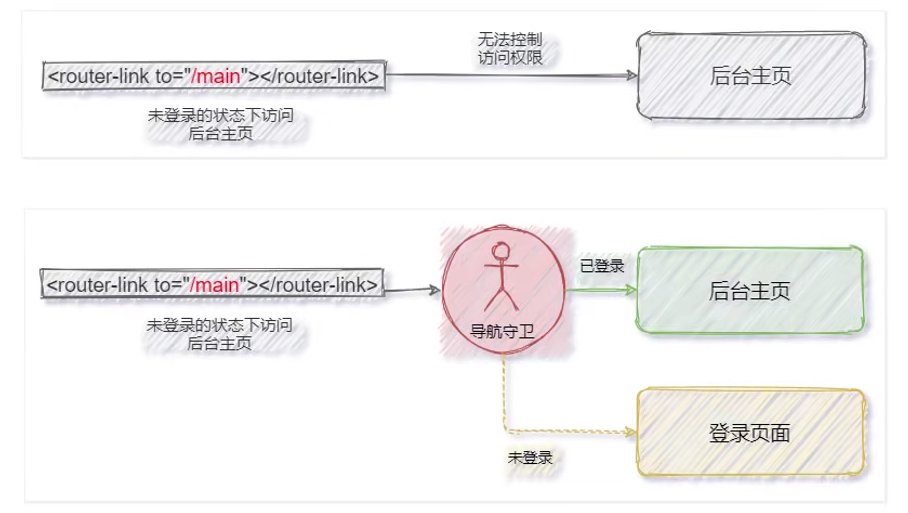 无法控制
访问权限
<router-link to="/main"></router-link>
后台主页
未登录的状态下访问
后台主页
<router-link to="/main"></router-link>
已登录
后台主页
导航守卫
未登录的状态下访问
后台主页
登录页面
未登录